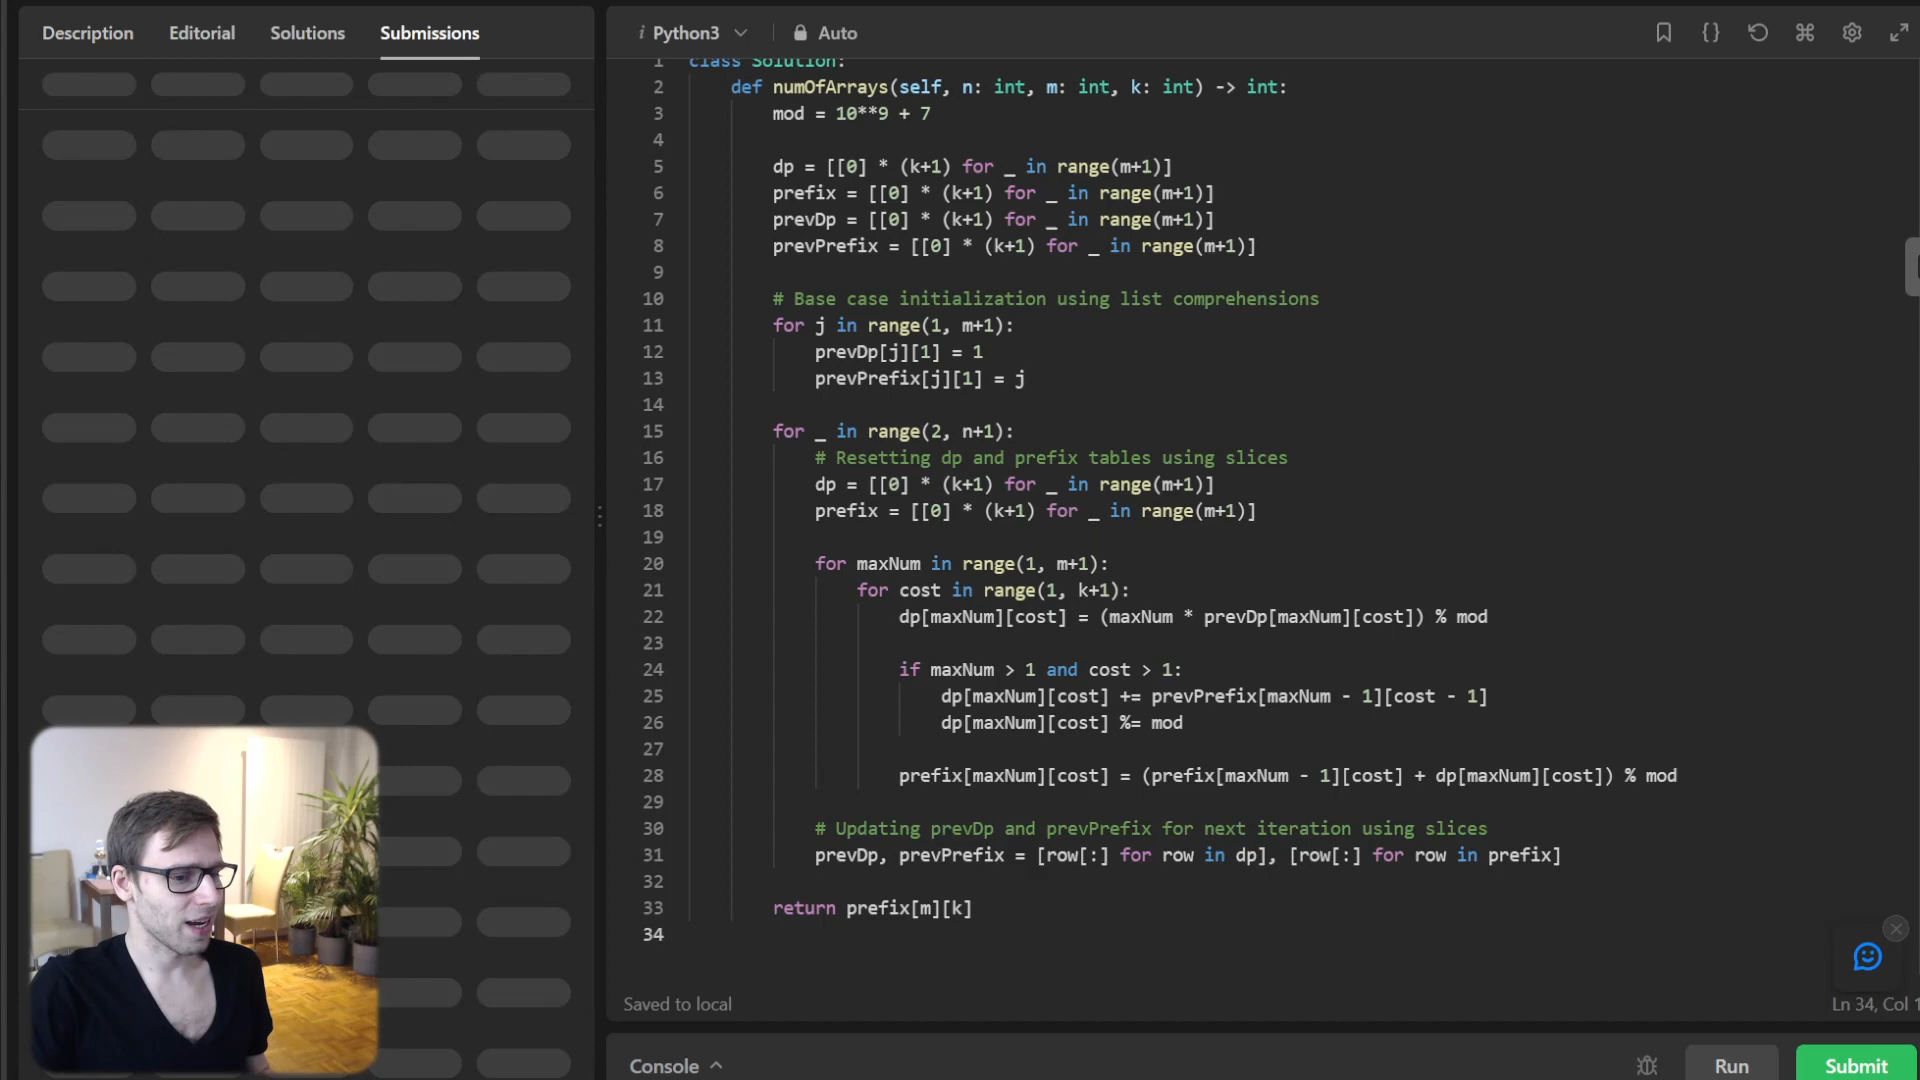 Description Editorial Solutions Submissions
i Python3 Auto
1 class Solution:
2 def numOfArrays(self, n: int, m: int, k: int) -> int:
3 mod = 10**9 + 7
4
5 dp = [[0] * (k+1) for _ in range(m+1)]
6 prefix = [[0] * (k+1) for _ in range(m+1)]
7 prevDp = [[0] * (k+1) for _ in range(m+1)]
8 prevPrefix = [[0] * (k+1) for _ in range(m+1)]
9
10 # Base case initialization using list comprehensions
11 for j in range(1, m+1):
12 prevDp[j][1] = 1
13 prevPrefix[j][1] = j
14
15 for _ in range(2, n+1):
16 # Resetting dp and prefix tables using slices
17 dp = [[0] * (k+1) for _ in range(m+1)]
18 prefix = [[0] * (k+1) for _ in range(m+1)]
19
20 for maxNum in range(1, m+1):
21 for cost in range(1, k+1):
22 dp[maxNum][cost] = (maxNum * prevDp[maxNum][cost]) % mod
23
24 if maxNum > 1 and cost > 1:
25 dp[maxNum][cost] += prevPrefix[maxNum - 1][cost - 1]
26 dp[maxNum][cost] %= mod
27
28 prefix[maxNum][cost] = (prefix[maxNum - 1][cost] + dp[maxNum][cost]) % mod
29
30 # Updating prevDp and prevPrefix for next iteration using slices
31 prevDp, prevPrefix = [row[:] for row in dp], [row[:] for row in prefix]
32
33 return prefix[m][k]
34
Saved to local
Ln 34, Col 1
Console Run Submit